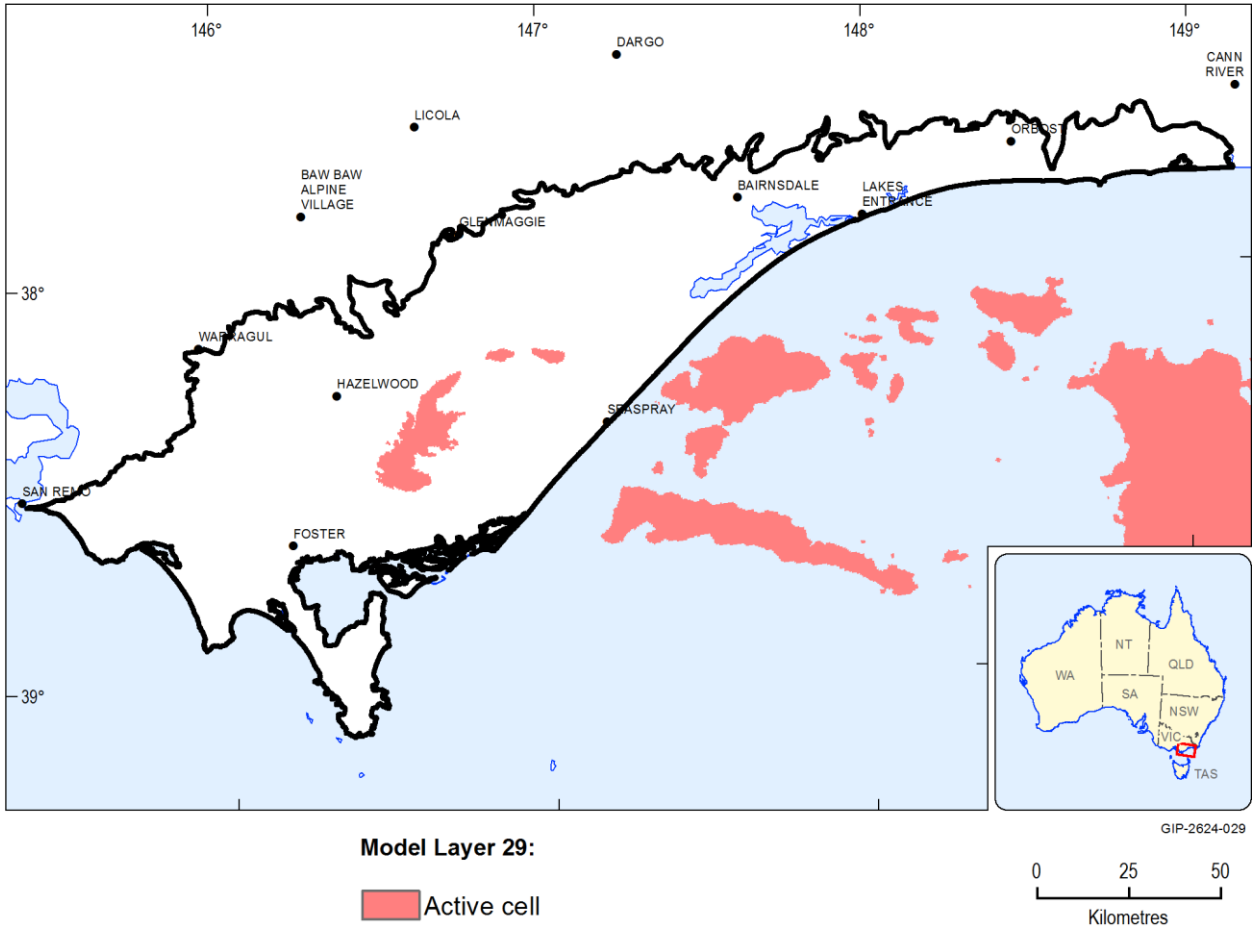 146°
147°
148°
149°
DARGO
CANN
RIVER
LICOLA
ORBOST
BAW BAW
ALPINE
VILLAGE
BAIRNSDALE
LAKES
ENTRANCE
GLENMAGGIE
38°
WARRAGUL
HAZELWOOD
SEASPRAY
SAN REMO
FOSTER
39°
NT
QLD
WA
SA
NSW
VIC
TAS
GIP-2624-029
Model Layer 29:
Active cell
0 25 50
Kilometres